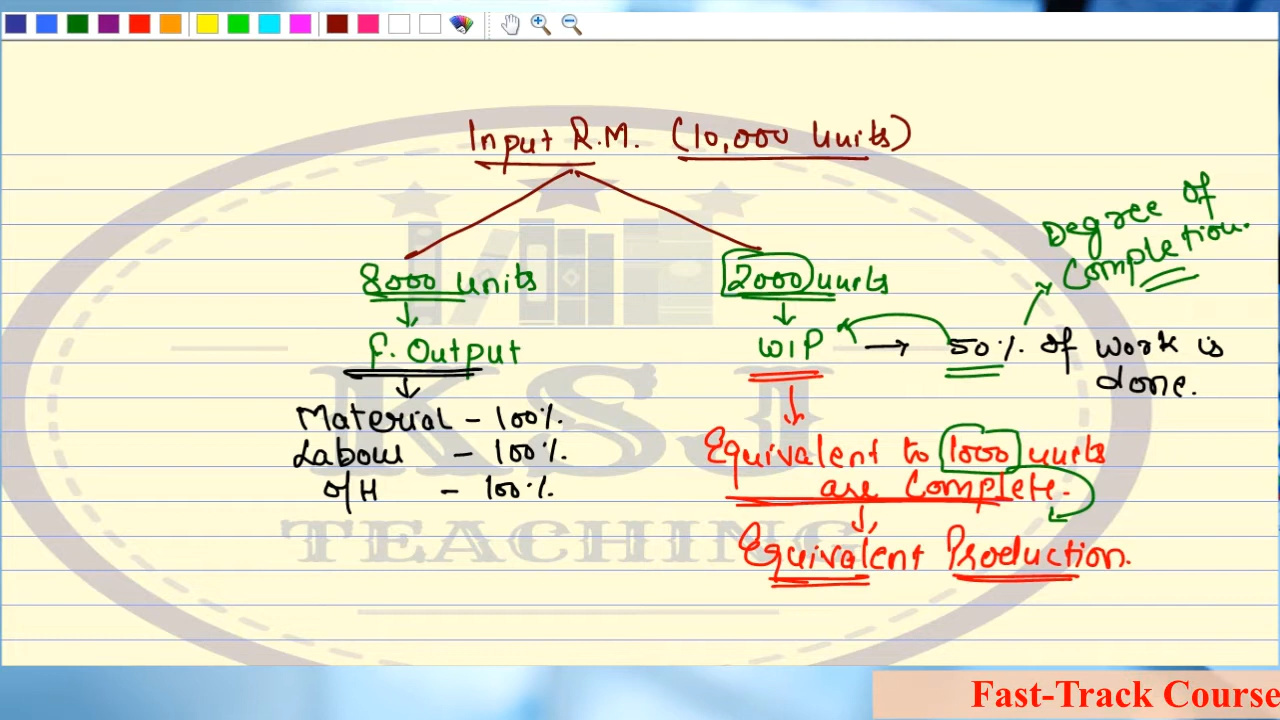 Input R.M. (10,000 Units)
8000 Units
2000 units
Degree of
Completion.
F. Output
WIP → 50% of work is
done.
Material - 100%
Labour - 100%
O/H - 100%
Equivalent to 1000 units
are Complete.
Equivalent Production.
KSJ
TEACHING
Fast-Track Course